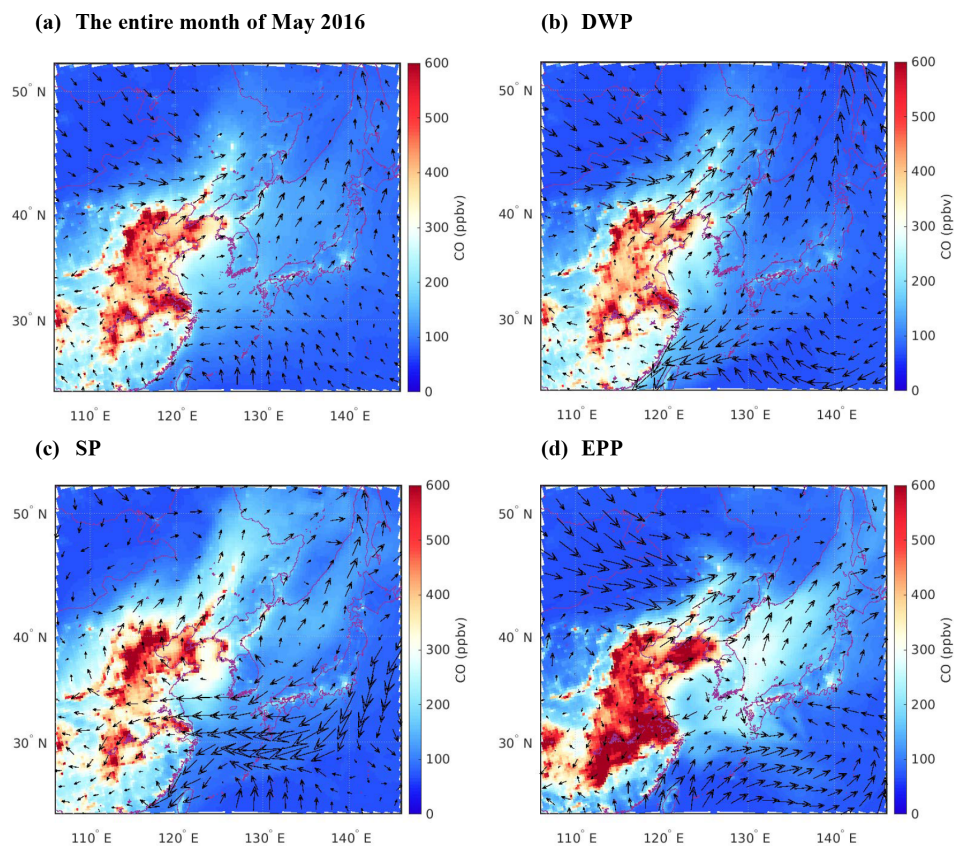 (a) The entire month of May 2016
(b) DWP
50° N
40° N
30° N
110° E
120° E
130° E
140° E
600
500
400
300
200
100
0
CO (ppbv)
50° N
40° N
30° N
110° E
120° E
130° E
140° E
600
500
400
300
200
100
0
CO (ppbv)
(c) SP
(d) EPP
50° N
40° N
30° N
110° E
120° E
130° E
140° E
600
500
400
300
200
100
0
CO (ppbv)
50° N
40° N
30° N
110° E
120° E
130° E
140° E
600
500
400
300
200
100
0
CO (ppbv)